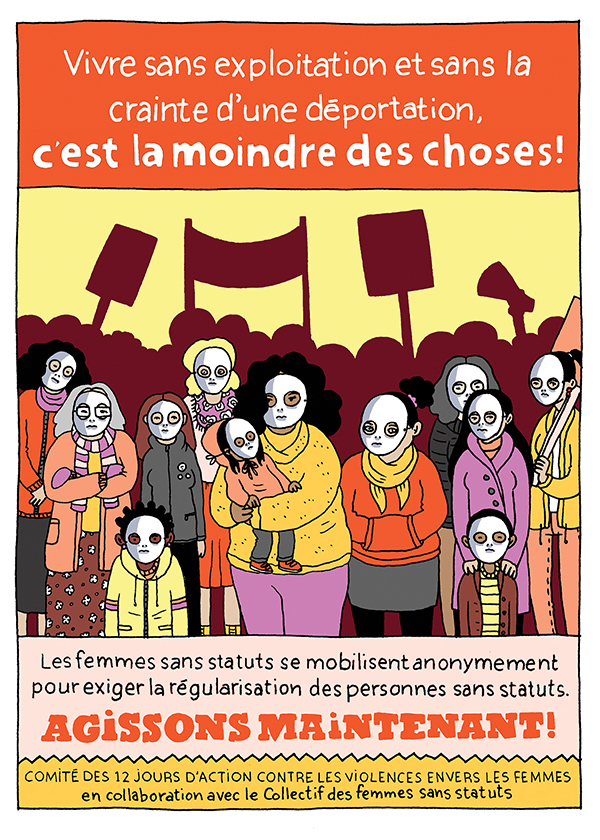 Vivre sans exploitation et sans la
crainte d'une déportation,
c'est la moindre des choses!
Les femmes sans statuts se mobilisent anonymement
pour exiger la régularisation des personnes sans statuts.
AGiSSONS MAiNTENANT!
COMITÉ DES 12 JOURS D'ACTION CONTRE LES VIOLENCES ENVERS LES FEMMES
en collaboration avec le Collectif des femmes sans statuts